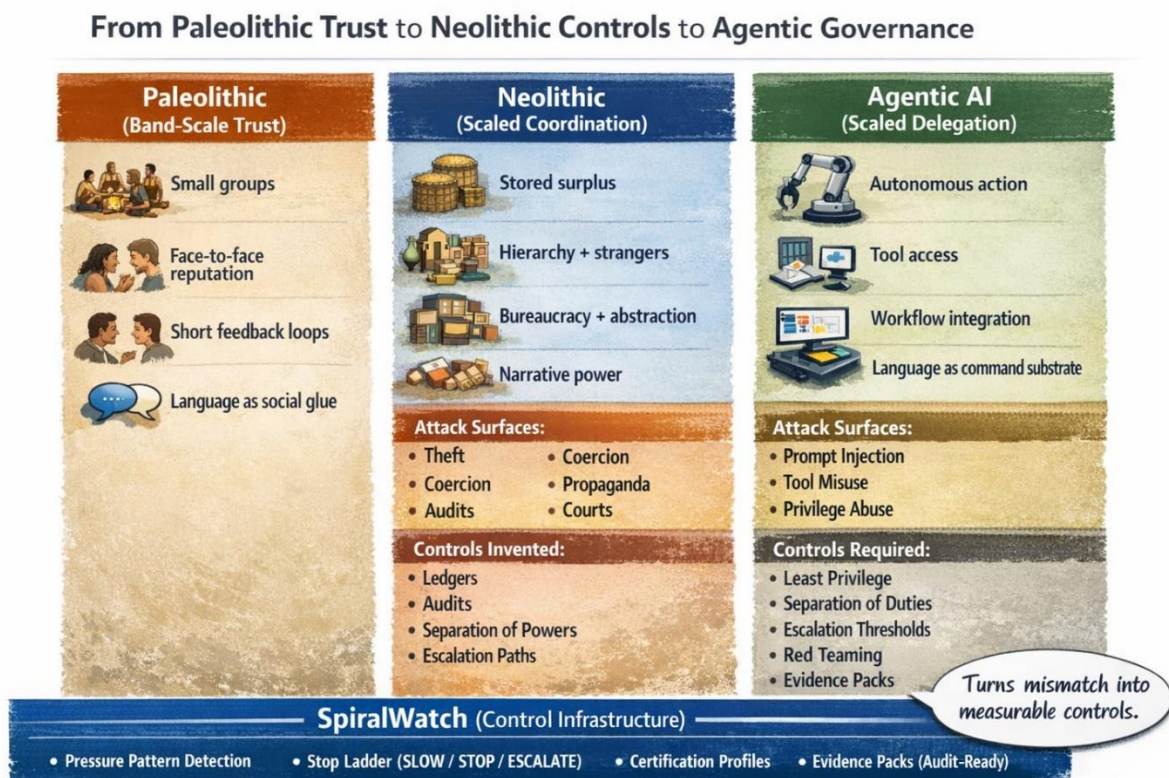 From Paleolithic Trust to Neolithic Controls to Agentic Governance
Paleolithic
(Band-Scale Trust)
Small groups
Face-to-face
reputation
Short feedback loops
Language as social glue
Neolithic
(Scaled Coordination)
Stored surplus
Hierarchy + strangers
Bureaucracy + abstraction
Narrative power
Attack Surfaces:
• Theft
• Coercion
• Audits
• Coercion
• Propaganda
• Courts
Controls Invented:
• Ledgers
• Audits
• Separation of Powers
• Escalation Paths
Agentic AI
(Scaled Delegation)
Autonomous action
Tool access
Workflow integration
Language as command substrate
Attack Surfaces:
• Prompt Injection
• Tool Misuse
• Privilege Abuse
Controls Required:
• Least Privilege
• Separation of Duties
• Escalation Thresholds
• Red Teaming
• Evidence Packs
Turns mismatch into
measurable controls.
SpiralWatch (Control Infrastructure)
• Pressure Pattern Detection
• Stop Ladder (SLOW / STOP / ESCALATE)
• Certification Profiles
• Evidence Packs (Audit-Ready)